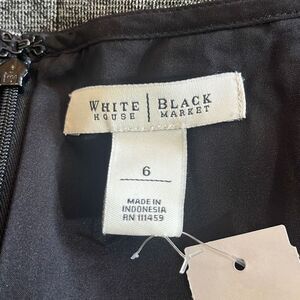 WHITE | BLACK
HOUSE | MARKET
6
MADE IN
INDONESIA
RN 111459